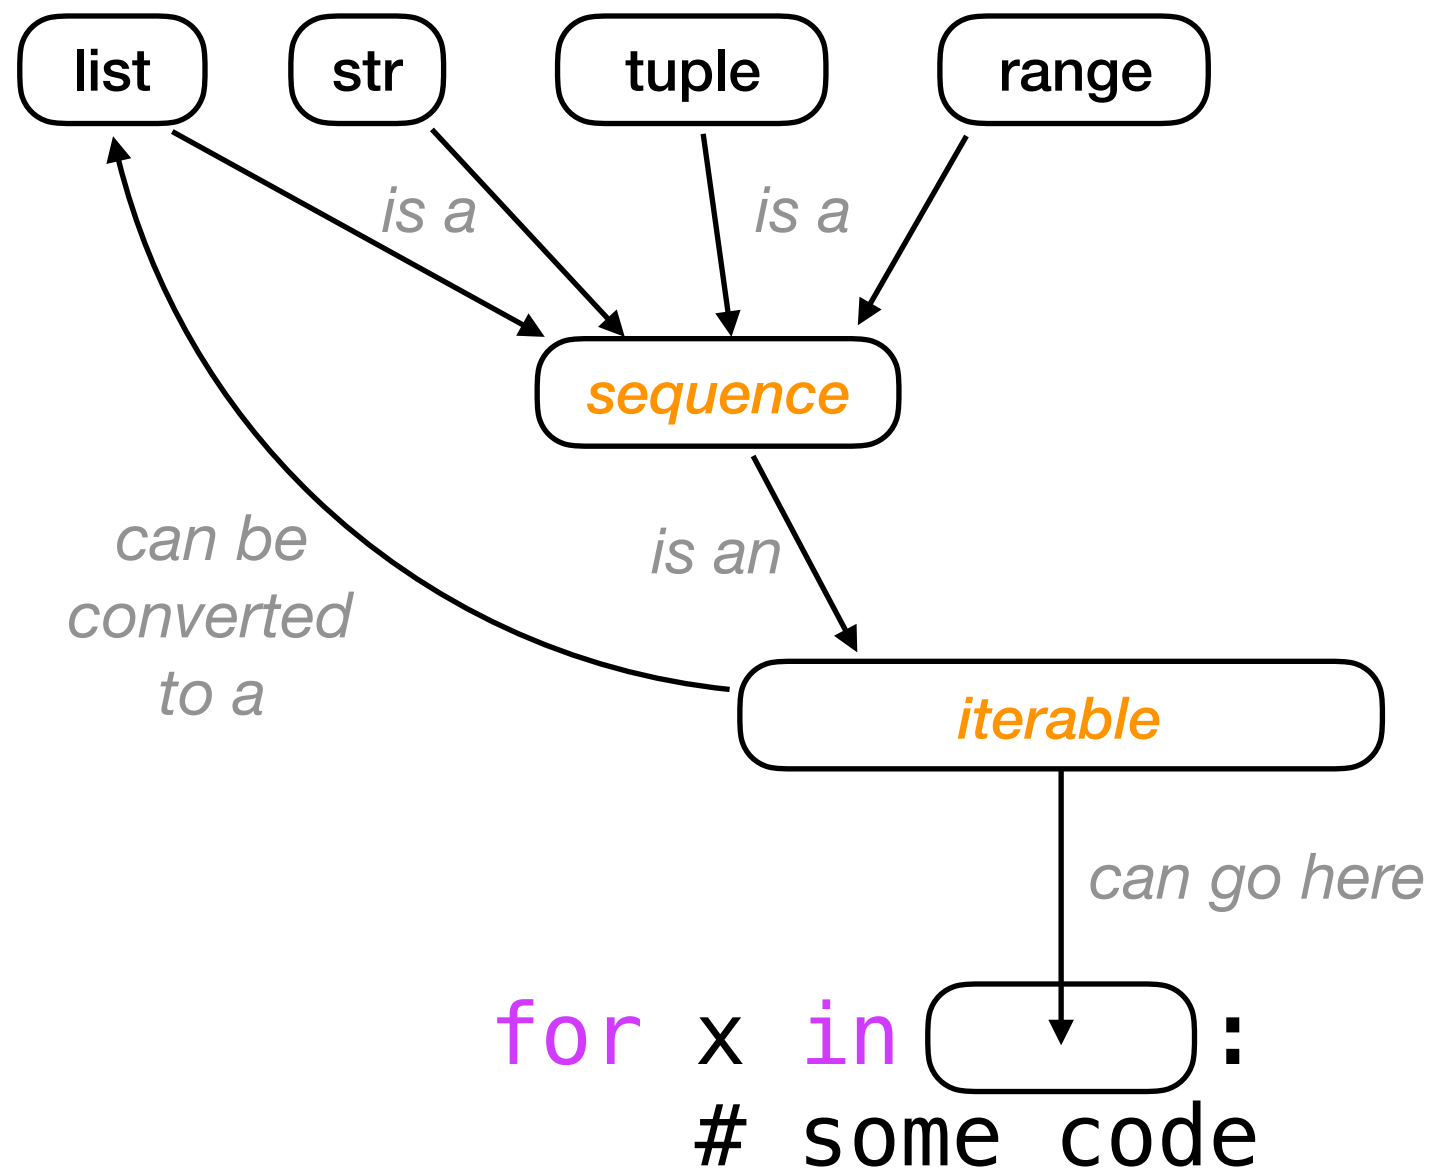 list
str
tuple
range
is a
is a
sequence
can be
converted
to a
is an
iterable
can go here
for x in :
# some code